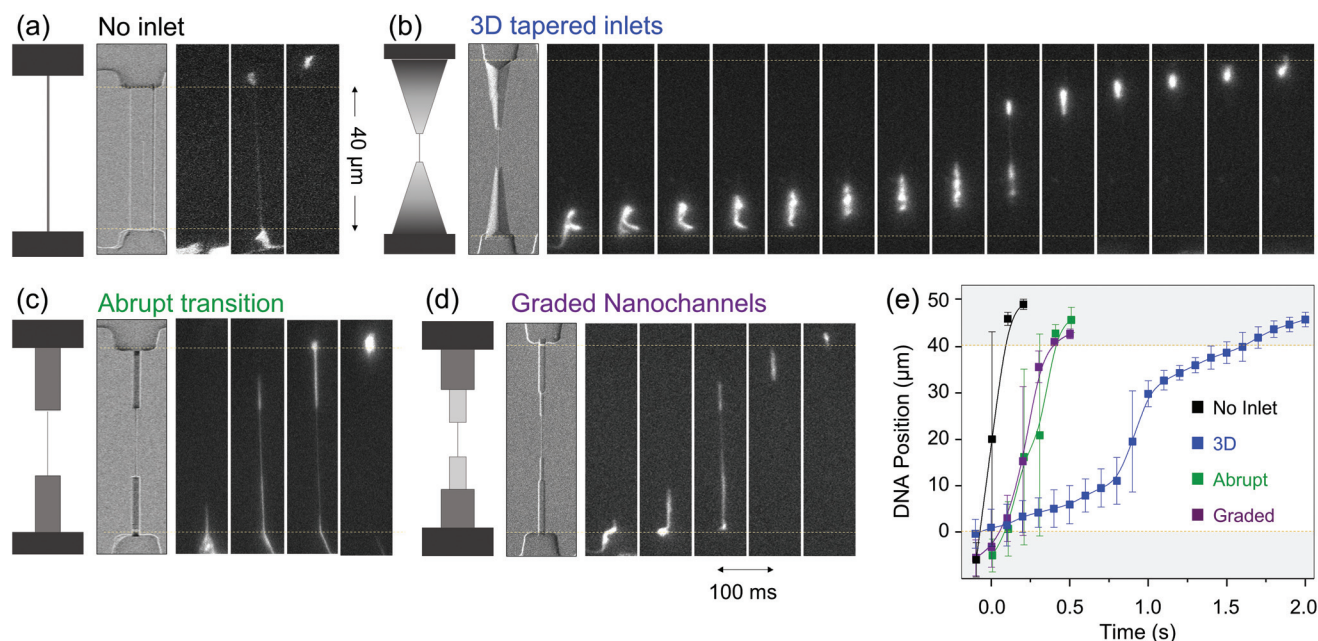 (a) No inlet
40 µm
(b) 3D tapered inlets
(c) Abrupt transition
(d) Graded Nanochannels
100 ms
(e)
DNA Position (µm)
50
40
30
20
10
0
-10
No Inlet
3D
Abrupt
Graded
0.0 0.5 1.0 1.5 2.0
Time (s)